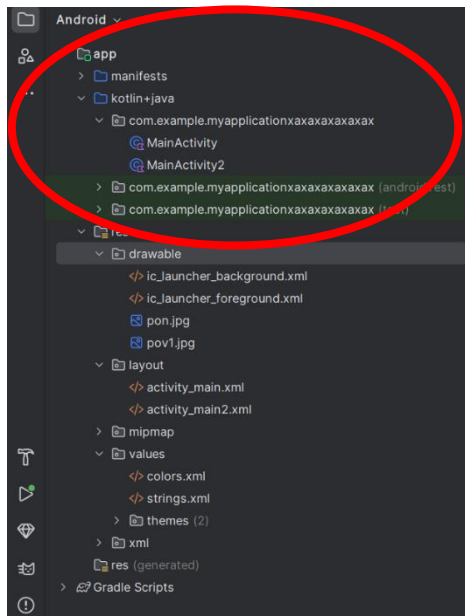 Android
app
manifests
kotlin+java
com.example.myapplicationxaxaxaxaxaxax
MainActivity
MainActivity2
com.example.myapplicationxaxaxaxaxaxax (androidTest)
com.example.myapplicationxaxaxaxaxaxax (test)
res
drawable
ic_launcher_background.xml
ic_launcher_foreground.xml
pon.jpg
pov1.jpg
layout
activity_main.xml
activity_main2.xml
mipmap
values
colors.xml
strings.xml
themes (2)
xml
res (generated)
Gradle Scripts